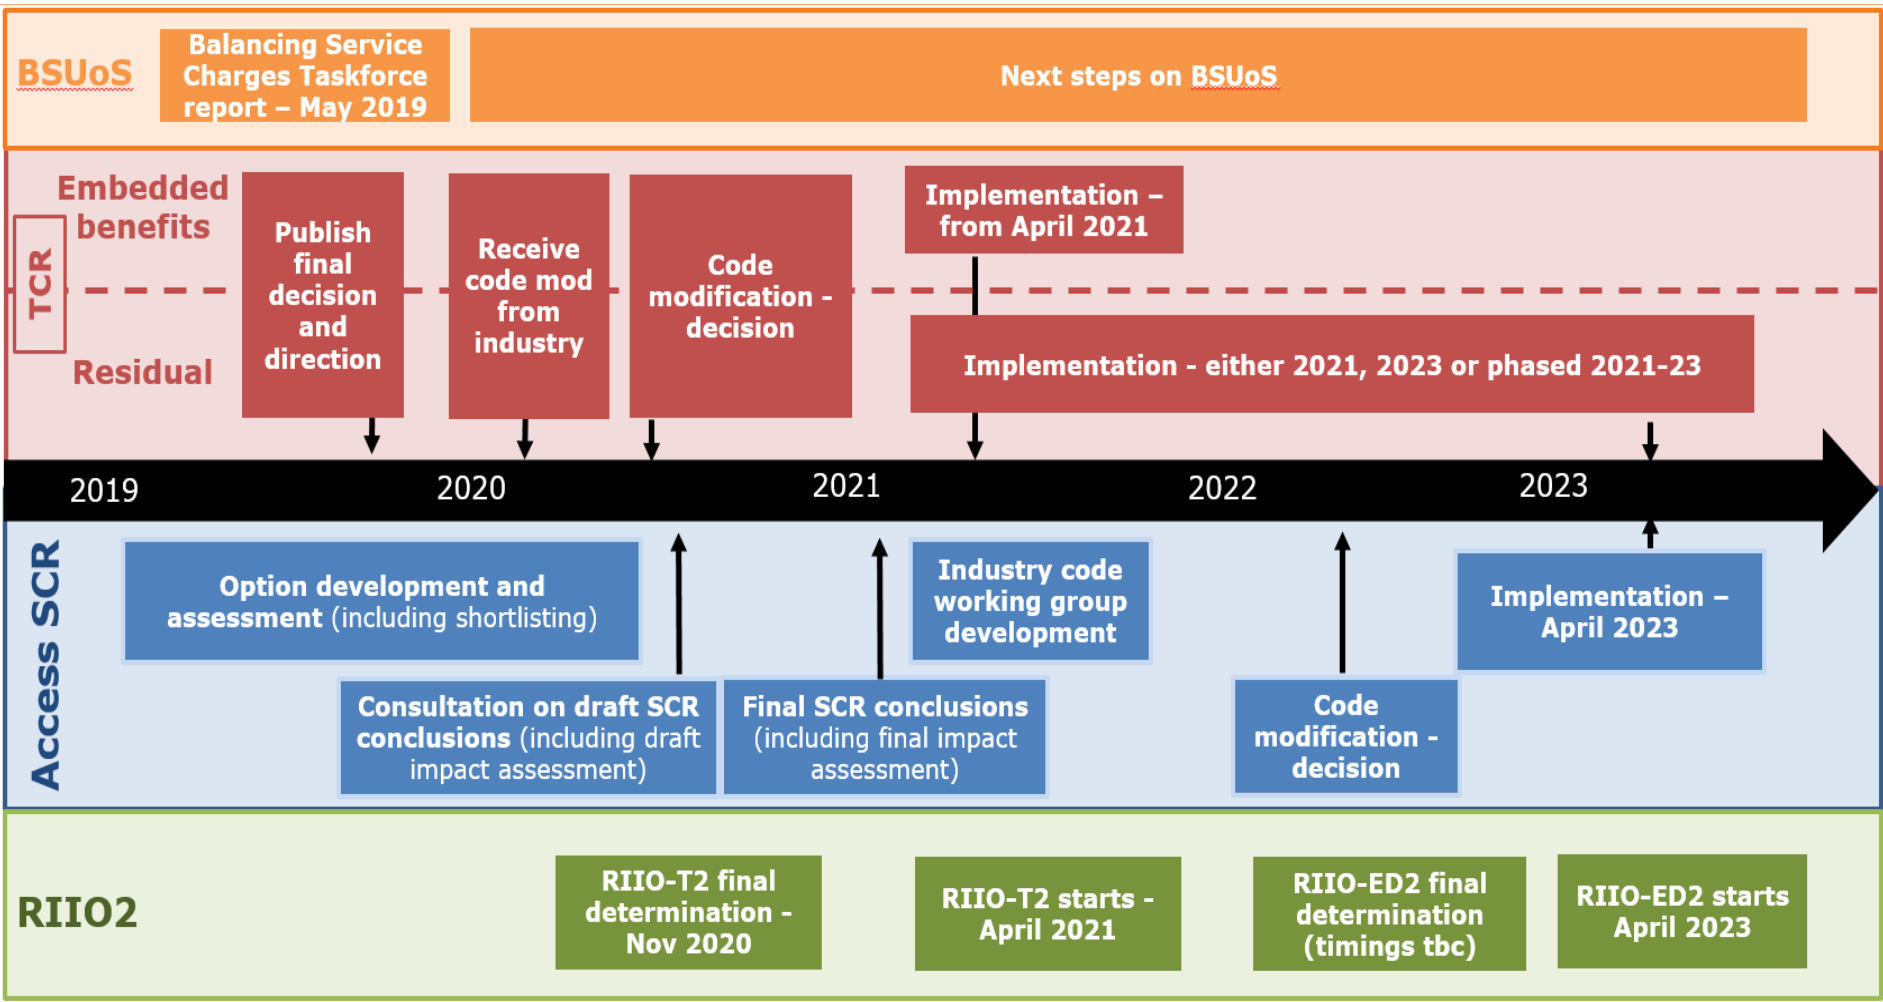 BSUoS
Balancing Service
Charges Taskforce
report – May 2019
Next steps on BSUoS
TCR
Embedded
benefits
Residual
Publish
final
decision
and
direction
Receive
code mod
from
industry
Code
modification -
decision
Implementation –
from April 2021
Implementation - either 2021, 2023 or phased 2021-23
2019
2020
2021
2022
2023
Access SCR
Option development and
assessment (including shortlisting)
Consultation on draft SCR
conclusions (including draft
impact assessment)
Final SCR conclusions
(including final impact
assessment)
Industry code
working group
development
Code
modification -
decision
Implementation –
April 2023
RIIO2
RIIO-T2 final
determination -
Nov 2020
RIIO-T2 starts -
April 2021
RIIO-ED2 final
determination
(timings tbc)
RIIO-ED2 starts
April 2023